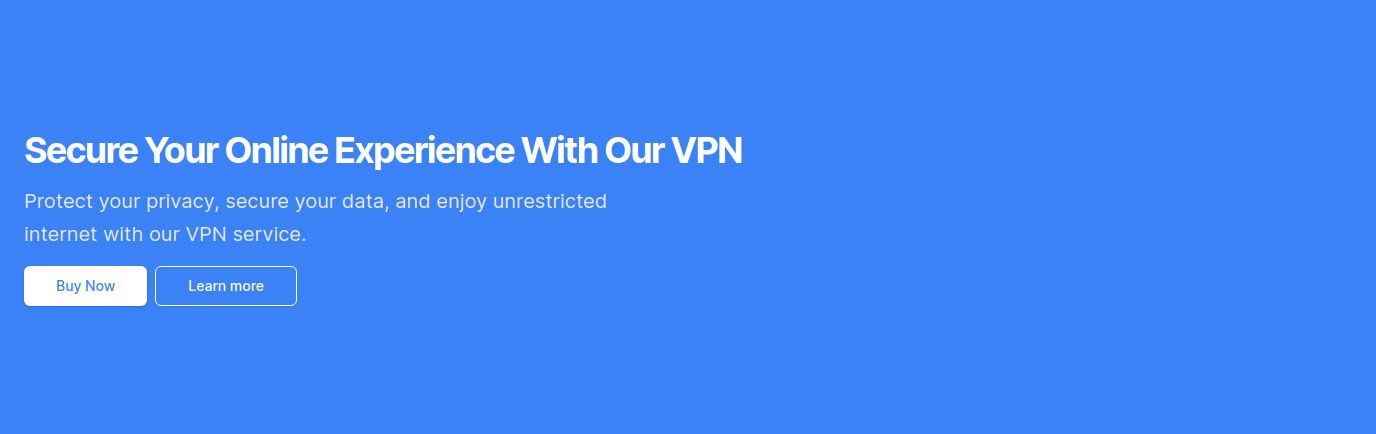 Secure Your Online Experience With Our VPN
Protect your privacy, secure your data, and enjoy unrestricted
internet with our VPN service.
Buy Now
Learn more